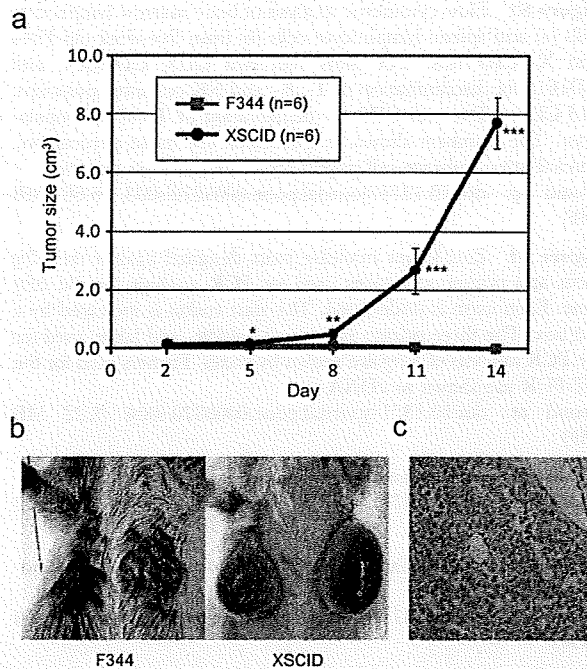 a
10.0
F344 (n=6)
XSCID (n=6)
8.0
***
6.0
Tumor size (cm³)
4.0
***
2.0
**
*
0.0
0 2 5 8 11 14
Day
b
c
F344
XSCID